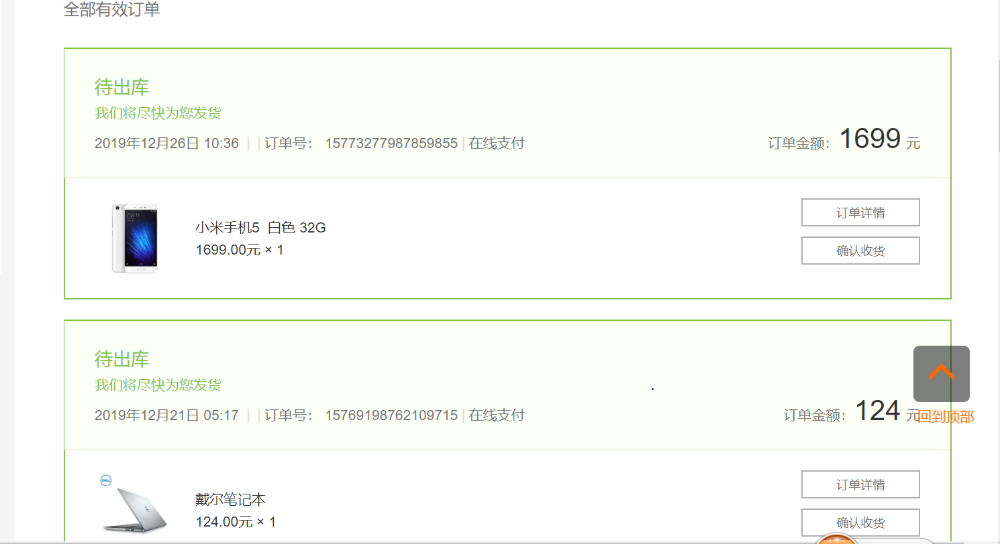 全部有效订单
待出库
我们将尽快为您发货
2019年12月26日 10:36 | | 订单号： 15773277987859855 | 在线支付
订单金额：1699 元
小米手机5 白色 32G
1699.00元 × 1
订单详情
确认收货
待出库
我们将尽快为您发货
2019年12月21日 05:17 | | 订单号： 15769198762109715 | 在线支付
订单金额：124 元
回到顶部
DELL
戴尔笔记本
124.00元 × 1
订单详情
确认收货